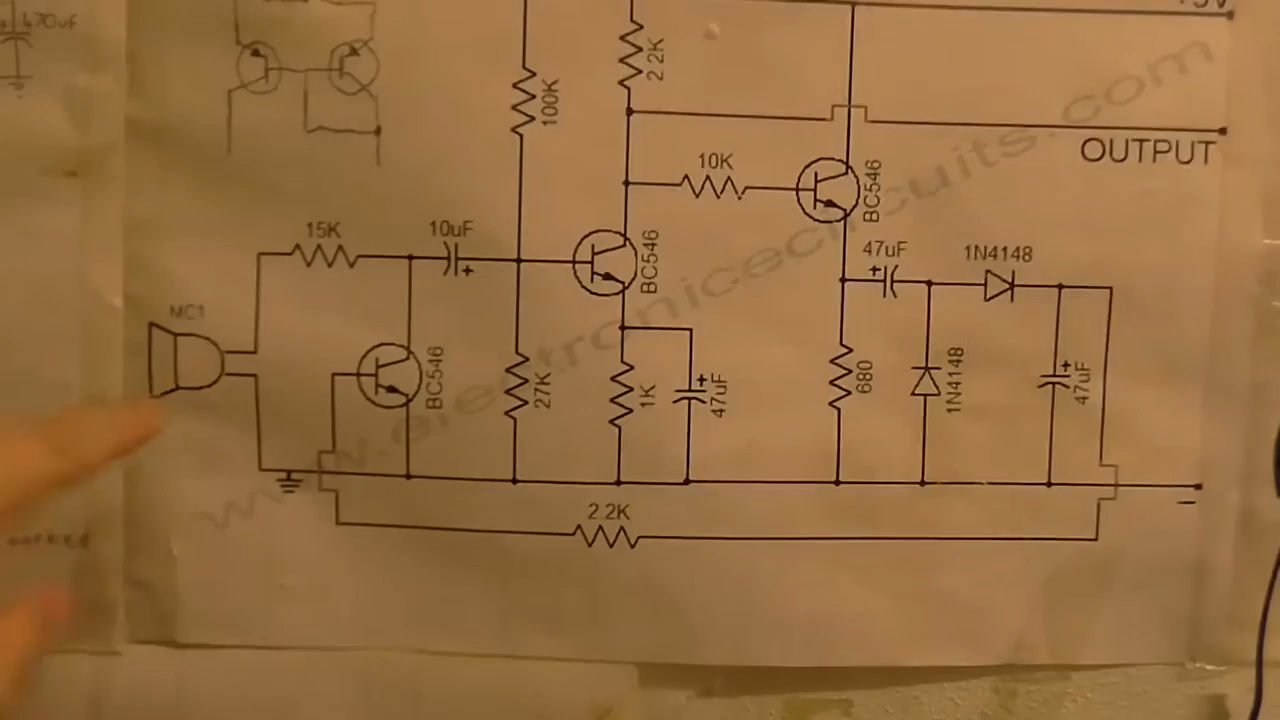 470uF
2.2K
100K
OUTPUT
10K
BC546
15K
10uF
+
BC546
47uF
+
1N4148
MC1
BC546
27K
1K
+
47uF
680
1N4148
+
47uF
2.2K
www.electronicecircuits.com